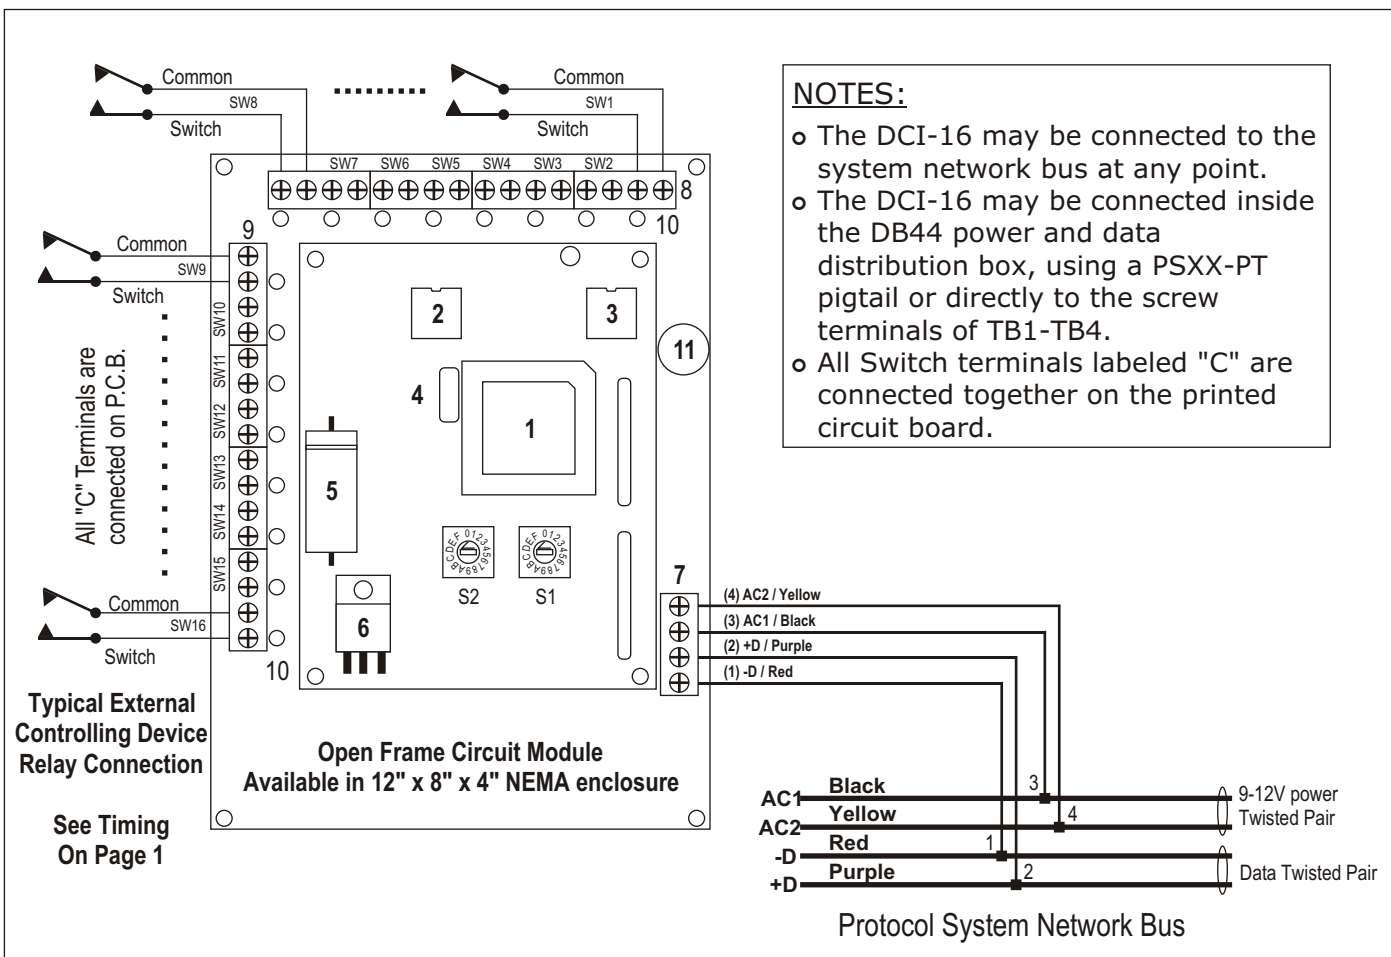 Common
SW8
Switch
Common
SW1
Switch
NOTES:
The DCI-16 may be connected to the
system network bus at any point.
The DCI-16 may be connected inside
the DB44 power and data
distribution box, using a PSXX-PT
pigtail or directly to the screw
terminals of TB1-TB4.
All Switch terminals labeled "C" are
connected together on the printed
circuit board.
SW7 SW6 SW5 SW4 SW3 SW2
8
10
9
Common
SW9
Switch
SW10
SW11
SW12
SW13
SW14
SW15
All "C" Terminals are
connected on P.C.B.
Common
SW16
Switch
10
2
3
11
4
1
5
6
0123456789ABCDEF
S2
0123456789ABCDEF
S1
7
(4) AC2 / Yellow
(3) AC1 / Black
(2) +D / Purple
(1) -D / Red
Typical External
Controlling Device
Relay Connection
See Timing
On Page 1
Open Frame Circuit Module
Available in 12" x 8" x 4" NEMA enclosure
AC1 Black 3
AC2 Yellow 4
-D Red 1
+D Purple 2
9-12V power
Twisted Pair
Data Twisted Pair
Protocol System Network Bus